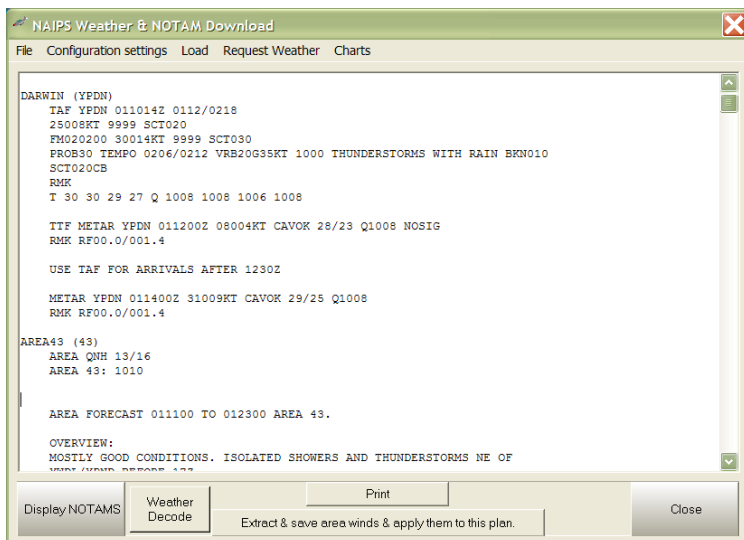 NAIPS Weather & NOTAM Download
File Configuration settings Load Request Weather Charts
DARWIN (YPDN)
TAF YPDN 011014Z 0112/0218
25008KT 9999 SCT020
FM020200 30014KT 9999 SCT030
PROB30 TEMPO 0206/0212 VRB20G35KT 1000 THUNDERSTORMS WITH RAIN BKN010
SCT020CB
RMK
T 30 30 29 27 Q 1008 1008 1006 1008
TTF METAR YPDN 011200Z 08004KT CAVOK 28/23 Q1008 NOSIG
RMK RF00.0/001.4
USE TAF FOR ARRIVALS AFTER 1230Z
METAR YPDN 011400Z 31009KT CAVOK 29/25 Q1008
RMK RF00.0/001.4
AREA43 (43)
AREA QNH 13/16
AREA 43: 1010
AREA FORECAST 011100 TO 012300 AREA 43.
OVERVIEW:
MOSTLY GOOD CONDITIONS. ISOLATED SHOWERS AND THUNDERSTORMS NE OF
Display NOTAMS
Weather
Decode
Print
Extract & save area winds & apply them to this plan.
Close